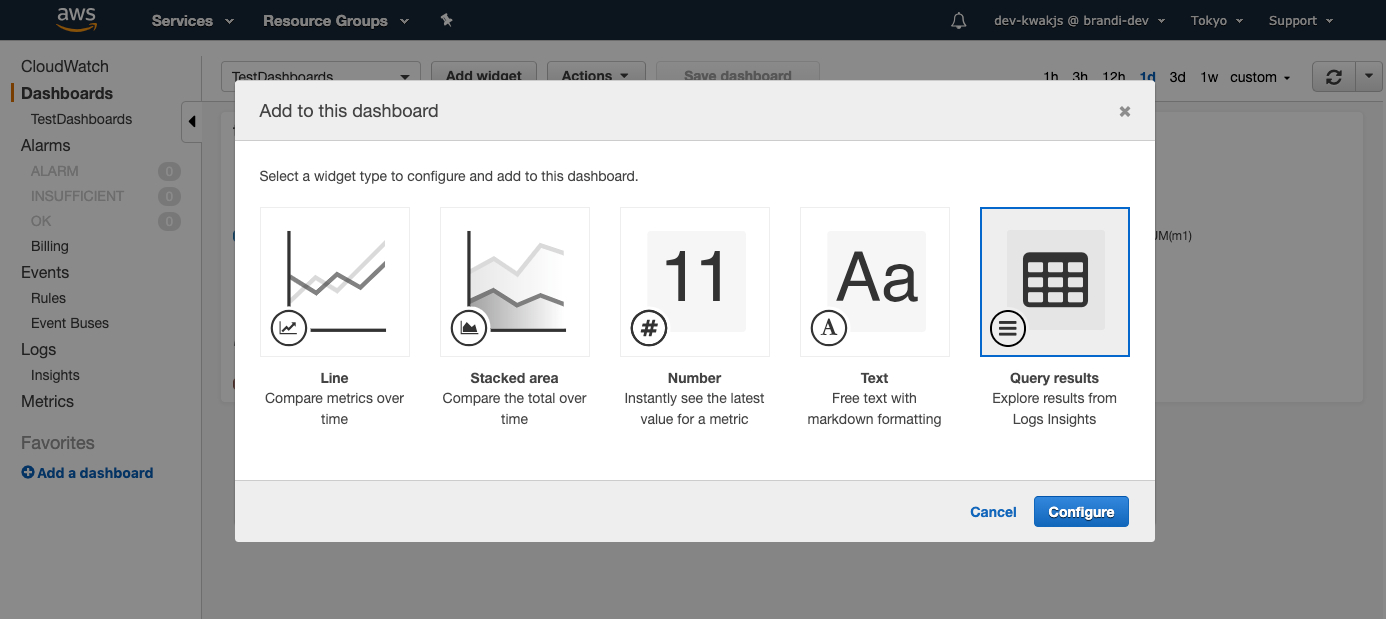 aws
Services
Resource Groups
dev-kwakjs @ brandi-dev
Tokyo
Support
CloudWatch
Dashboards
TestDashboards
Alarms
ALARM 0
INSUFFICIENT 0
OK 0
Billing
Events
Rules
Event Buses
Logs
Insights
Metrics
Favorites
Add a dashboard
TestDashboards
Add widget
Actions
Save dashboard
1h 3h 12h 1d 3d 1w custom
Add to this dashboard
Select a widget type to configure and add to this dashboard.
Line
Compare metrics over
time
Stacked area
Compare the total over
time
11
#
Number
Instantly see the latest
value for a metric
Aa
A
Text
Free text with
markdown formatting
Query results
Explore results from
Logs Insights
(m1)
Cancel
Configure